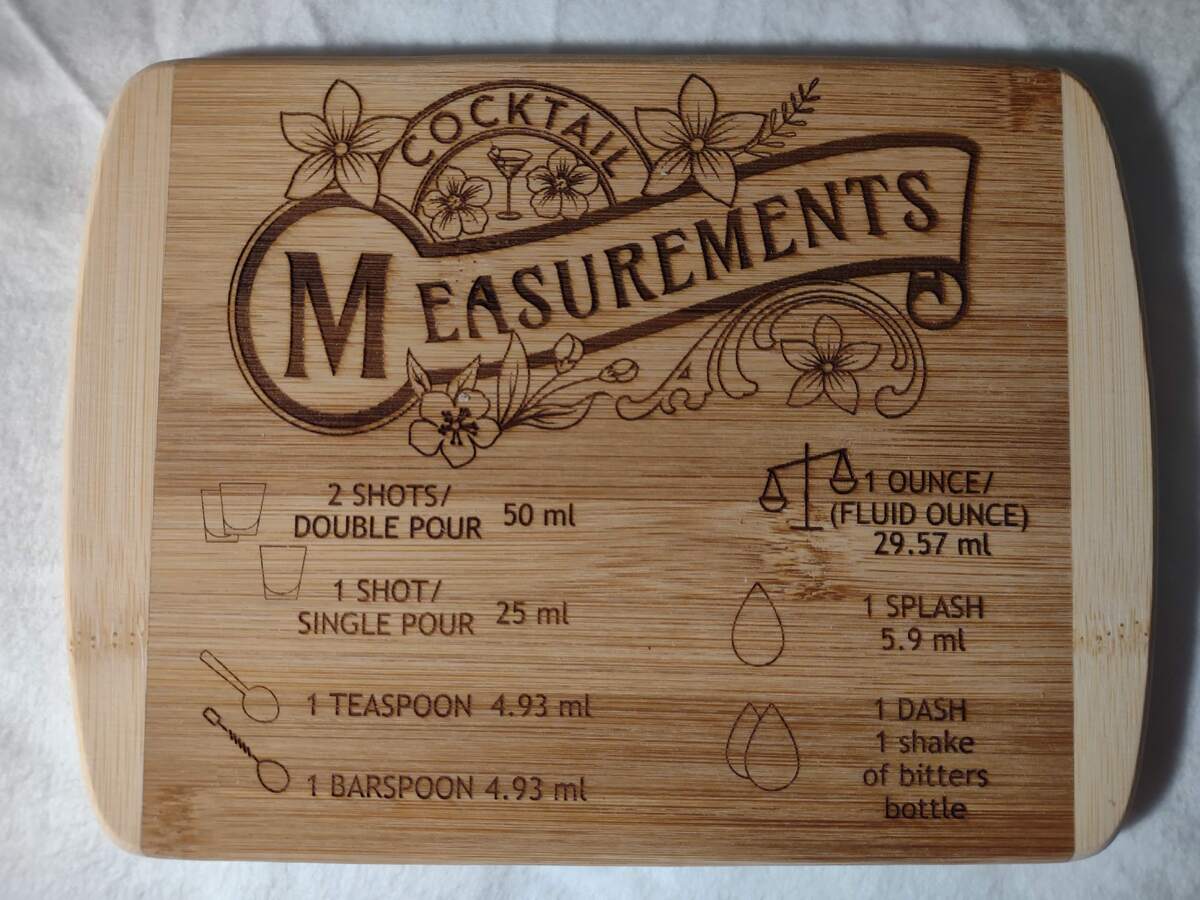 COCKTAIL
MEASUREMENTS
2 SHOTS/
DOUBLE POUR 50 ml
1 SHOT/
SINGLE POUR 25 ml
1 TEASPOON 4.93 ml
1 BARSPOON 4.93 ml
1 OUNCE/
(FLUID OUNCE)
29.57 ml
1 SPLASH
5.9 ml
1 DASH
1 shake
of bitters
bottle